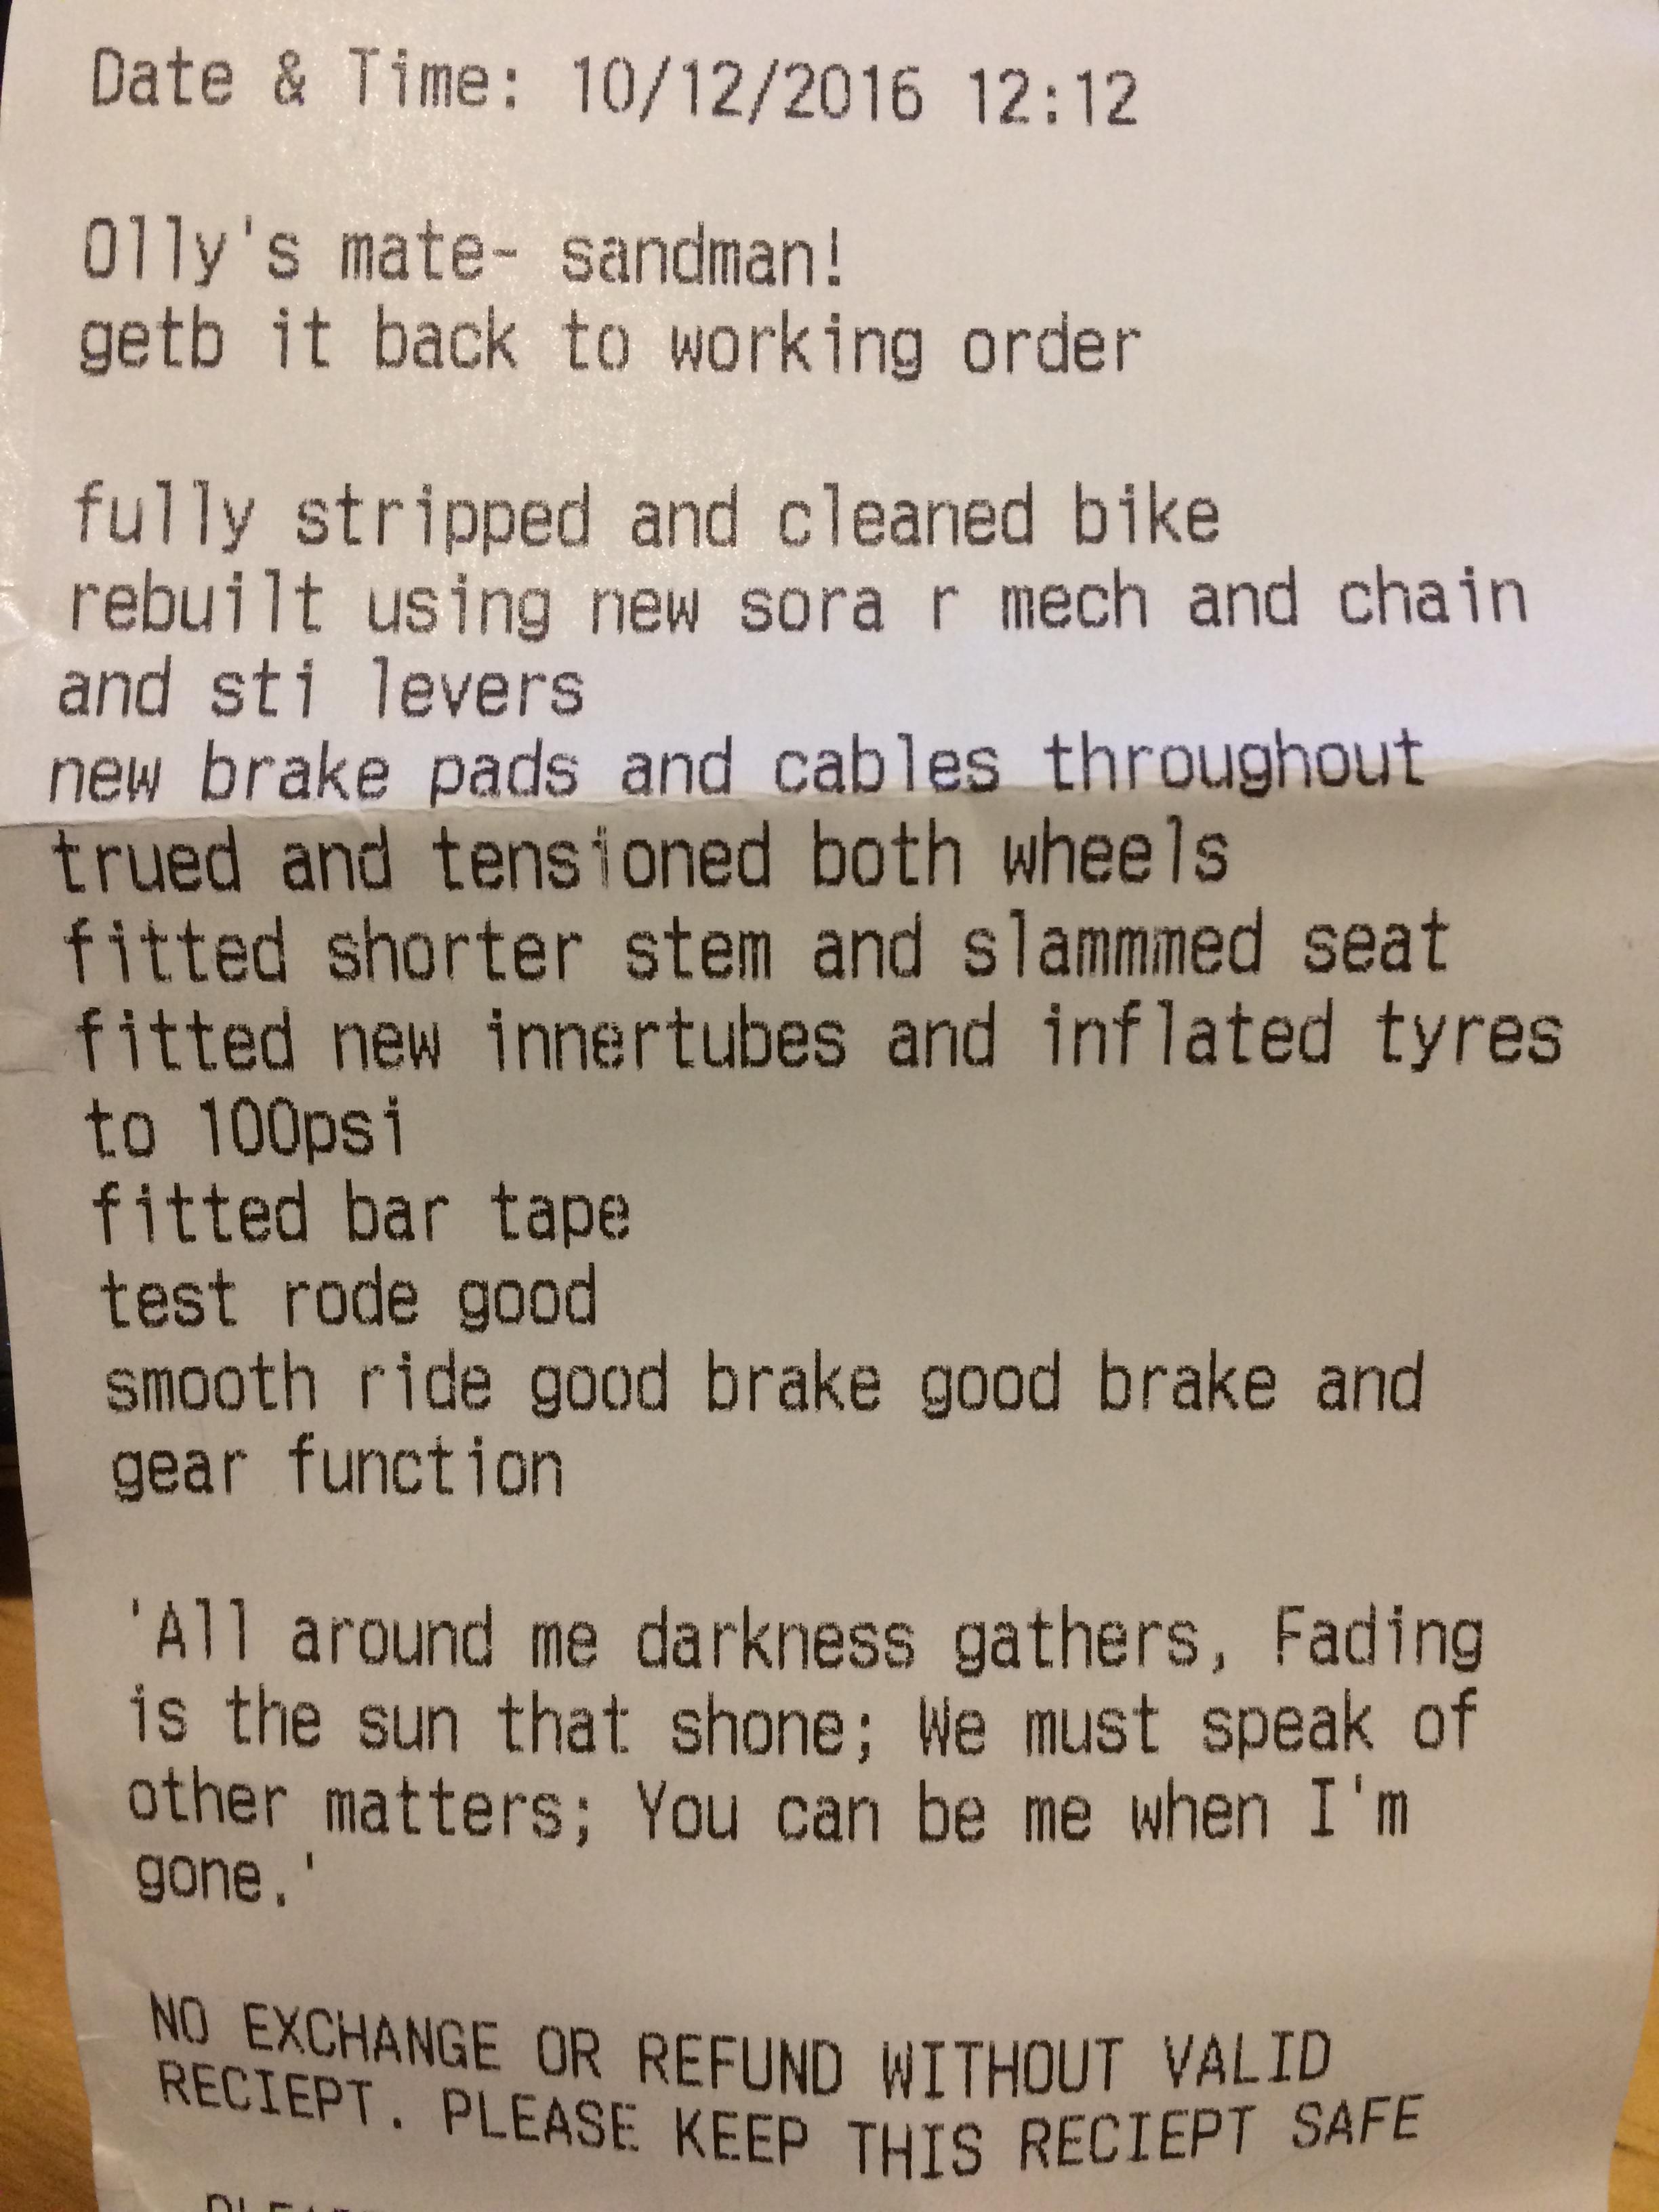 Date & Time: 10/12/2016 12:12
Olly's mate- sandman!
getb it back to working order
fully stripped and cleaned bike
rebuilt using new sora r mech and chain
and sti levers
new brake pads and cables throughout
trued and tensioned both wheels
fitted shorter stem and slammmed seat
fitted new innertubes and inflated tyres
to 100psi
fitted bar tape
test rode good
smooth ride good brake good brake and
gear function
'All around me darkness gathers, Fading
is the sun that shone; We must speak of
other matters; You can be me when I'm
gone.'
NO EXCHANGE OR REFUND WITHOUT VALID
RECIEPT. PLEASE KEEP THIS RECIEPT SAFE